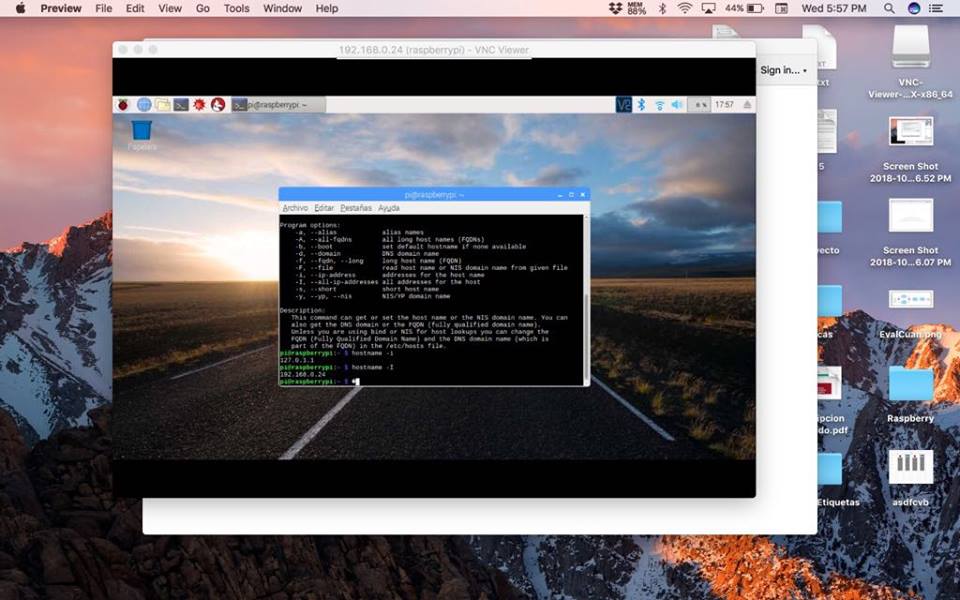 Preview File Edit View Go Tools Window Help
MEM
88%
44%
Wed 5:57 PM
192.168.0.24 (raspberrypi) - VNC Viewer
Sign in...
pi@raspberrypi: ~
17:57
Papelera
pi@raspberrypi: ~
Archivo Editar Pestañas Ayuda
Program options:
-a, --alias alias names
-A, --all-fqdns all long host names (FQDNs)
-b, --boot set default hostname if none available
-d, --domain DNS domain name
-f, --fqdn, --long long host name (FQDN)
-F, --file read host name or NIS domain name from given file
-i, --ip-address addresses for the host name
-I, --all-ip-addresses all addresses for the host
-s, --short short host name
-y, --yp, --nis NIS/YP domain name
Description:
This command can get or set the host name or the NIS domain name. You can
also get the DNS domain or the FQDN (fully qualified domain name).
Unless you are using bind or NIS for host lookups you can change the
FQDN (Fully Qualified Domain Name) and the DNS domain name (which is
part of the FQDN) in the /etc/hosts file.
pi@raspberrypi:~ $ hostname -i
127.0.1.1
pi@raspberrypi:~ $ hostname -I
192.168.0.24
pi@raspberrypi:~ $
VNC-
Viewer-...X-x86_64
Screen Shot
2018-10...6.52 PM
Screen Shot
2018-10...6.07 PM
EvalCuan.png
Raspberry
do.pdf
Etiquetas
asdfcvb